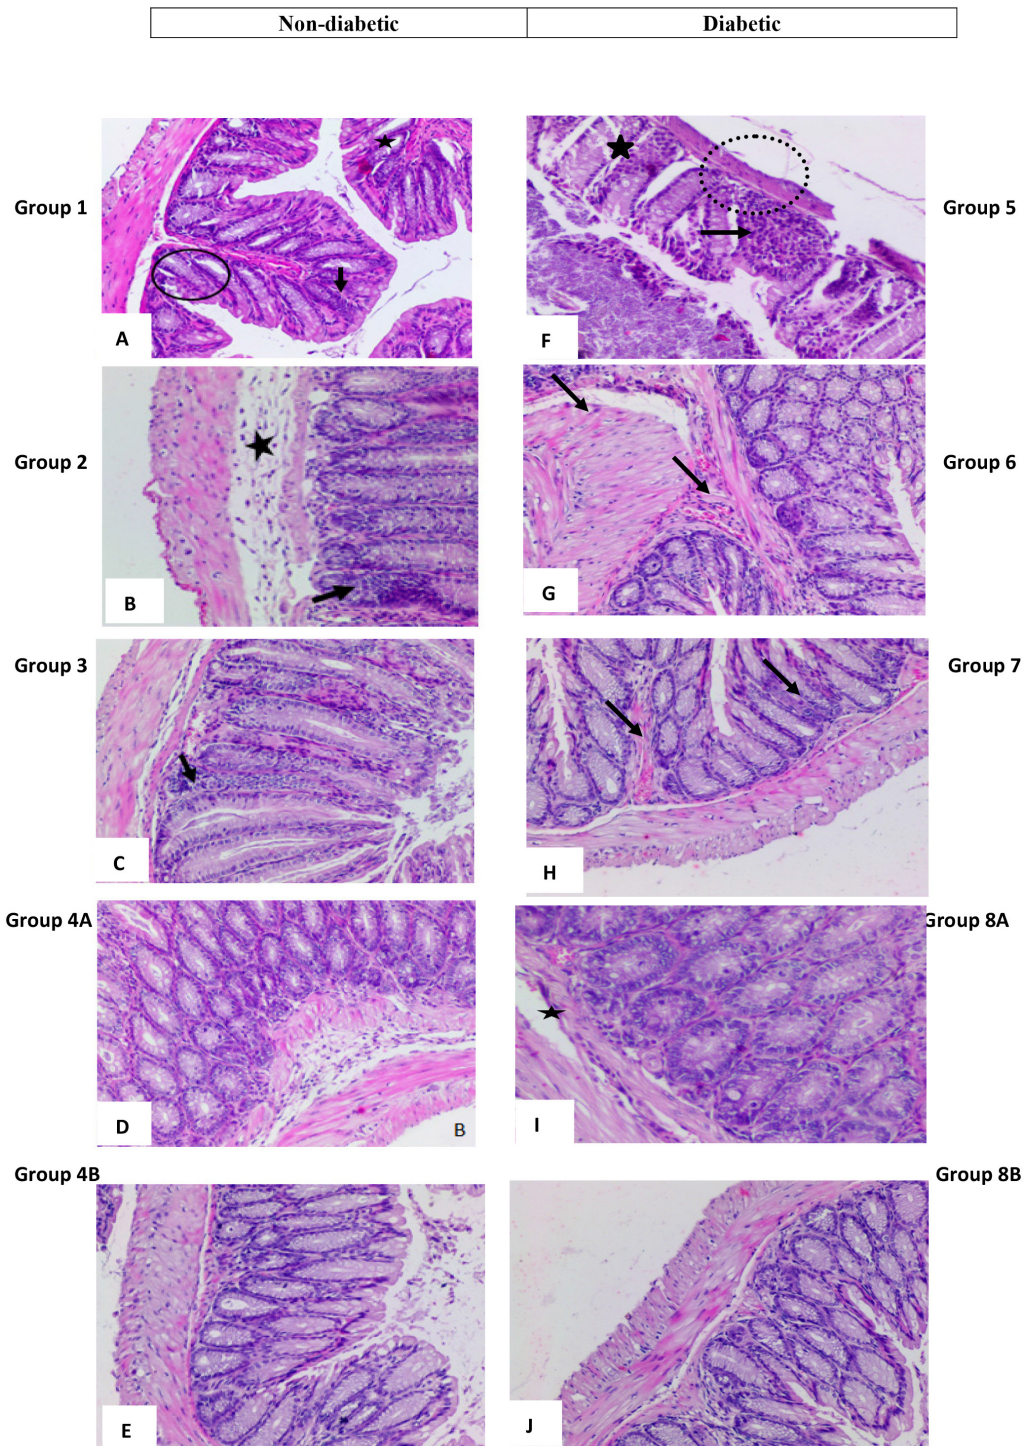 Non-diabetic Diabetic
Group 1
A
Group 5
F
Group 2
B
Group 6
G
Group 3
C
Group 7
H
Group 4A
D
B
Group 8A
I
Group 4B
E
Group 8B
J